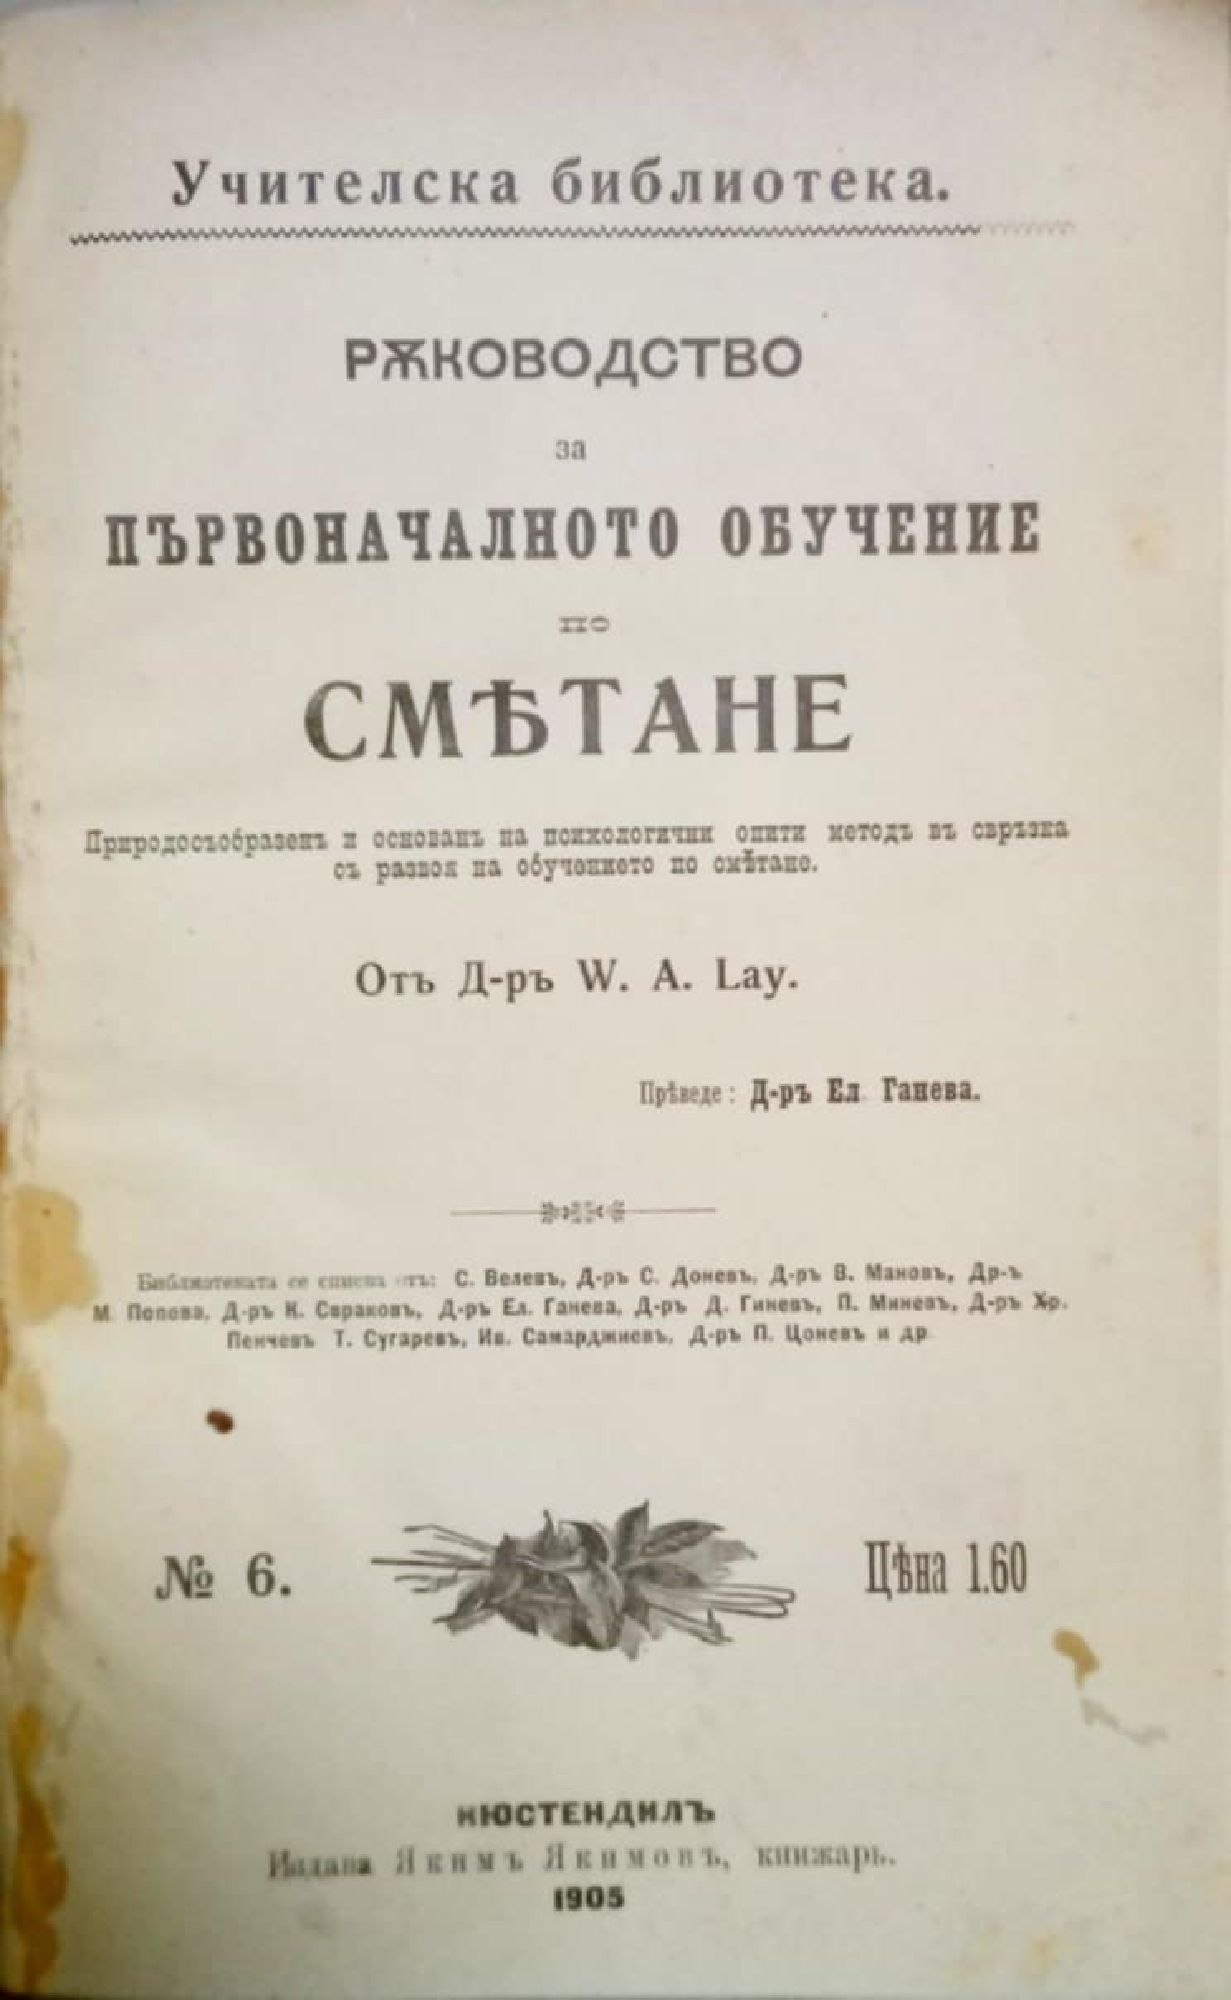 Учителска библиотека.
РѪКОВОДСТВО
за
ПЪРВОНАЧАЛНОТО ОБУЧЕНИЕ
по
СМѢТАНЕ
Природосъобразенъ и основанъ на психологични опити методъ въ свръзка
съ развоя на обучението по смѣтане.
Отъ Д-ръ W. A. Lay.
Прѣведе: Д-ръ Ел. Ганева.
Библиотеката се списва отъ: С. Велевъ, Д-ръ С. Доневъ, Д-ръ В. Мановъ, Др-ъ
М. Попова, Д-ръ К. Свраковъ, Д-ръ Ел. Ганева, Д-ръ Д. Гиневъ, П. Миневъ, Д-ръ Хр.
Пенчевъ Т. Сугаревъ, Ив. Самарджиевъ, Д-ръ П. Цоневъ и др
№ 6.
Цѣна 1.60
КЮСТЕНДИЛЪ
Издава Якимъ Якимовъ, книжарь.
1905